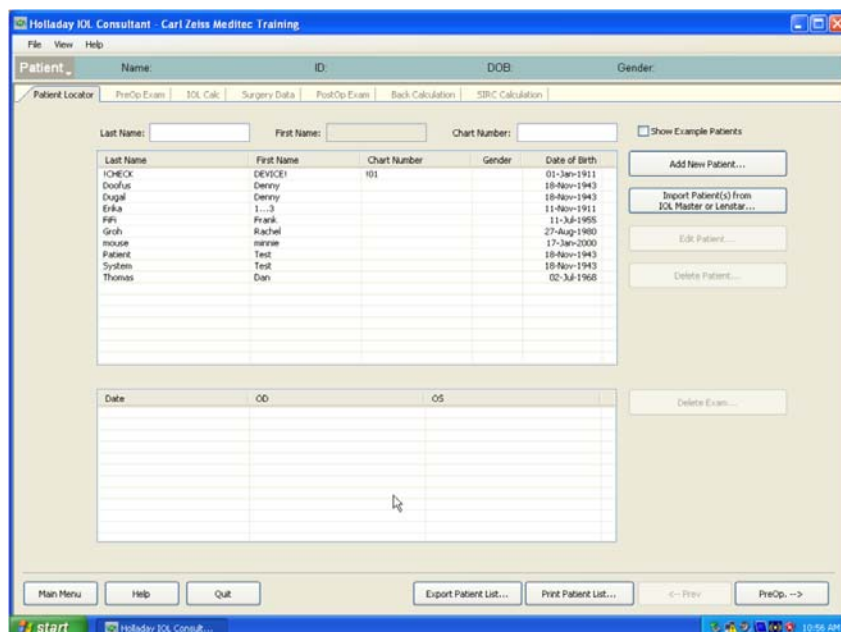 Holladay IOL Consultant - Carl Zeiss Meditec Training
File View Help
Patient Name: ID: DOB: Gender:
Patient Locator PreOp Exam IOL Calc Surgery Data PostOp Exam Back Calculation SIRC Calculation
Last Name: First Name: Chart Number: Show Example Patients
Last Name First Name Chart Number Gender Date of Birth
!CHECK DEVICE! !01 01-Jan-1911
Doofus Denny 18-Nov-1943
Dugal Denny 18-Nov-1943
Erika 1...3 11-Nov-1911
FiFi Frank 11-Jul-1955
Groh Rachel 27-Aug-1980
mouse minnie 17-Jan-2000
Patient Test 18-Nov-1943
System Test 18-Nov-1943
Thomas Dan 02-Jul-1968
Add New Patient...
Import Patient(s) from
IOL Master or Lenstar...
Edit Patient...
Delete Patient...
Date OD OS
Delete Exam...
Main Menu Help Quit Export Patient List... Print Patient List... <-- Prev PreOp. -->
start Holladay IOL Consult... 10:56 AM